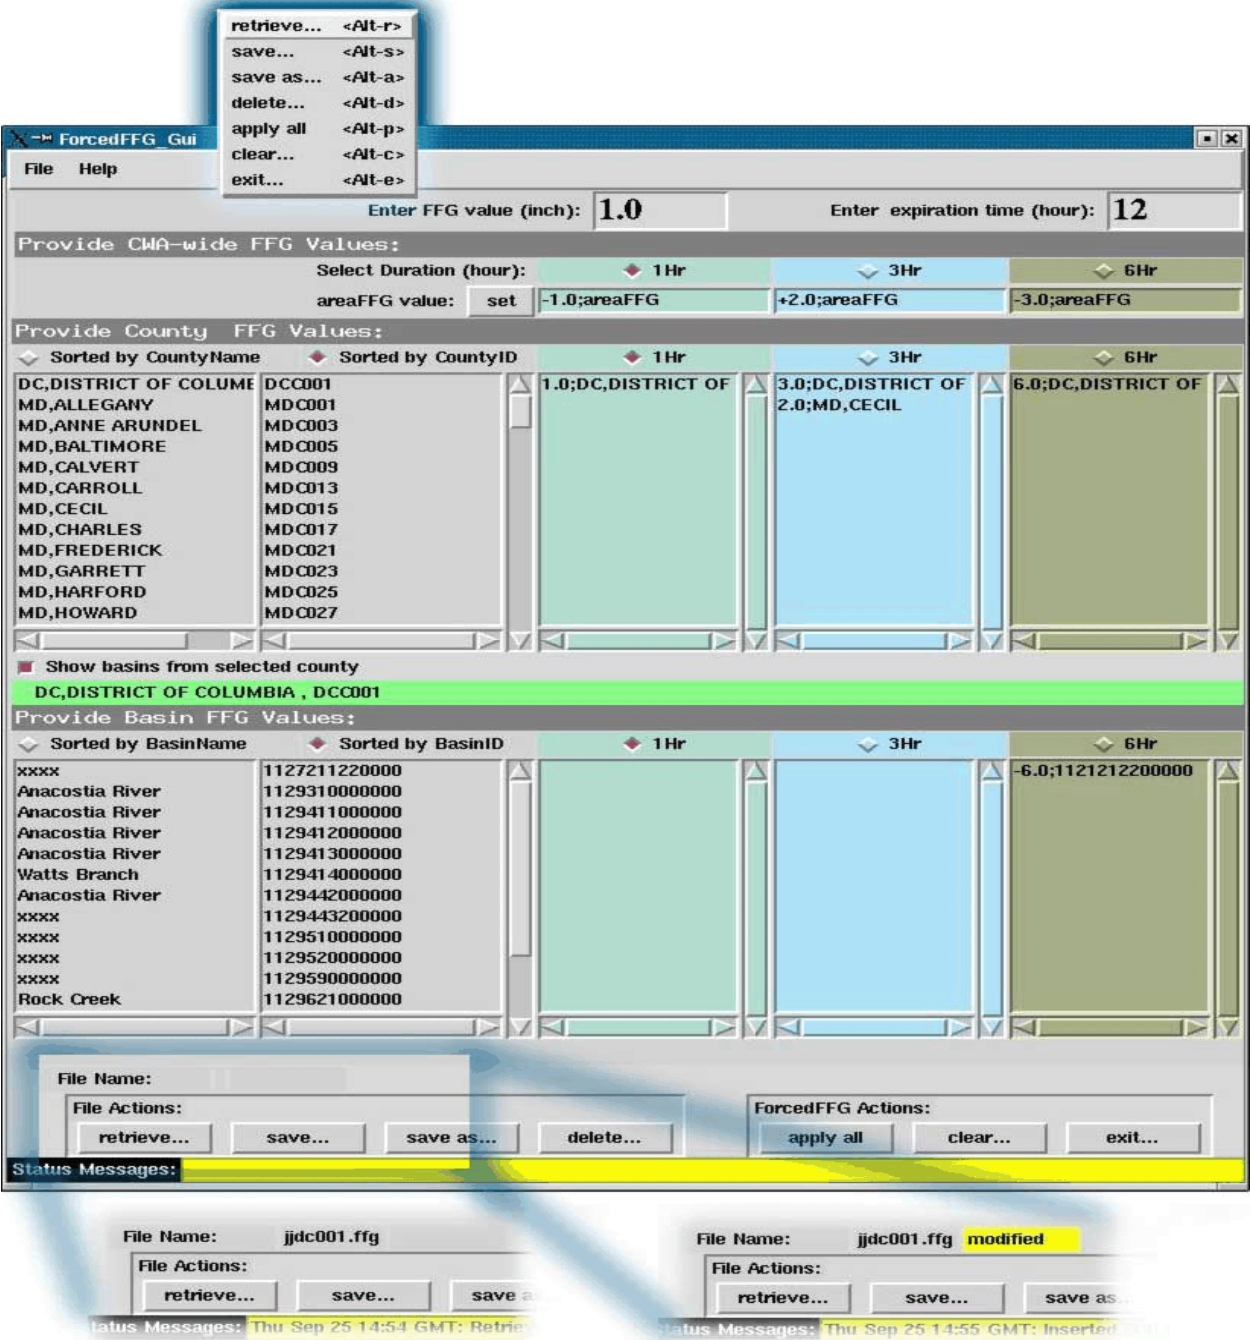 retrieve... <Alt-r>
save... <Alt-s>
save as... <Alt-a>
delete... <Alt-d>
apply all <Alt-p>
clear... <Alt-c>
exit... <Alt-e>
ForcedFFG_Gui
File Help
Enter FFG value (inch): 1.0 Enter expiration time (hour): 12
Provide CWA-wide FFG Values:
Select Duration (hour): 1Hr 3Hr 6Hr
areaFFG value: set -1.0;areaFFG +2.0;areaFFG -3.0;areaFFG
Provide County FFG Values:
Sorted by CountyName Sorted by CountyID 1Hr 3Hr 6Hr
DC,DISTRICT OF COLUME DCC001 1.0;DC,DISTRICT OF 3.0;DC,DISTRICT OF 6.0;DC,DISTRICT OF
MD,ALLEGANY MDC001 2.0;MD,CECIL
MD,ANNE ARUNDEL MDC003
MD,BALTIMORE MDC005
MD,CALVERT MDC009
MD,CARROLL MDC013
MD,CECIL MDC015
MD,CHARLES MDC017
MD,FREDERICK MDC021
MD,GARRETT MDC023
MD,HARFORD MDC025
MD,HOWARD MDC027
Show basins from selected county
DC,DISTRICT OF COLUMBIA , DCC001
Provide Basin FFG Values:
Sorted by BasinName Sorted by BasinID 1Hr 3Hr 6Hr
xxxx 1127211220000 -6.0;1121212200000
Anacostia River 1129310000000
Anacostia River 1129411000000
Anacostia River 1129412000000
Anacostia River 1129413000000
Watts Branch 1129414000000
Anacostia River 1129442000000
xxxx 1129443200000
xxxx 1129510000000
xxxx 1129520000000
xxxx 1129590000000
Rock Creek 1129621000000
File Name:
File Actions: ForcedFFG Actions:
retrieve... save... save as... delete... apply all clear... exit...
Status Messages:
File Name: jjdc001.ffg
File Actions:
retrieve... save... save a
tatus Messages: Thu Sep 25 14:54 GMT: Retrie
File Name: jjdc001.ffg modified
File Actions:
retrieve... save... save as..
tatus Messages: Thu Sep 25 14:55 GMT: Inserted